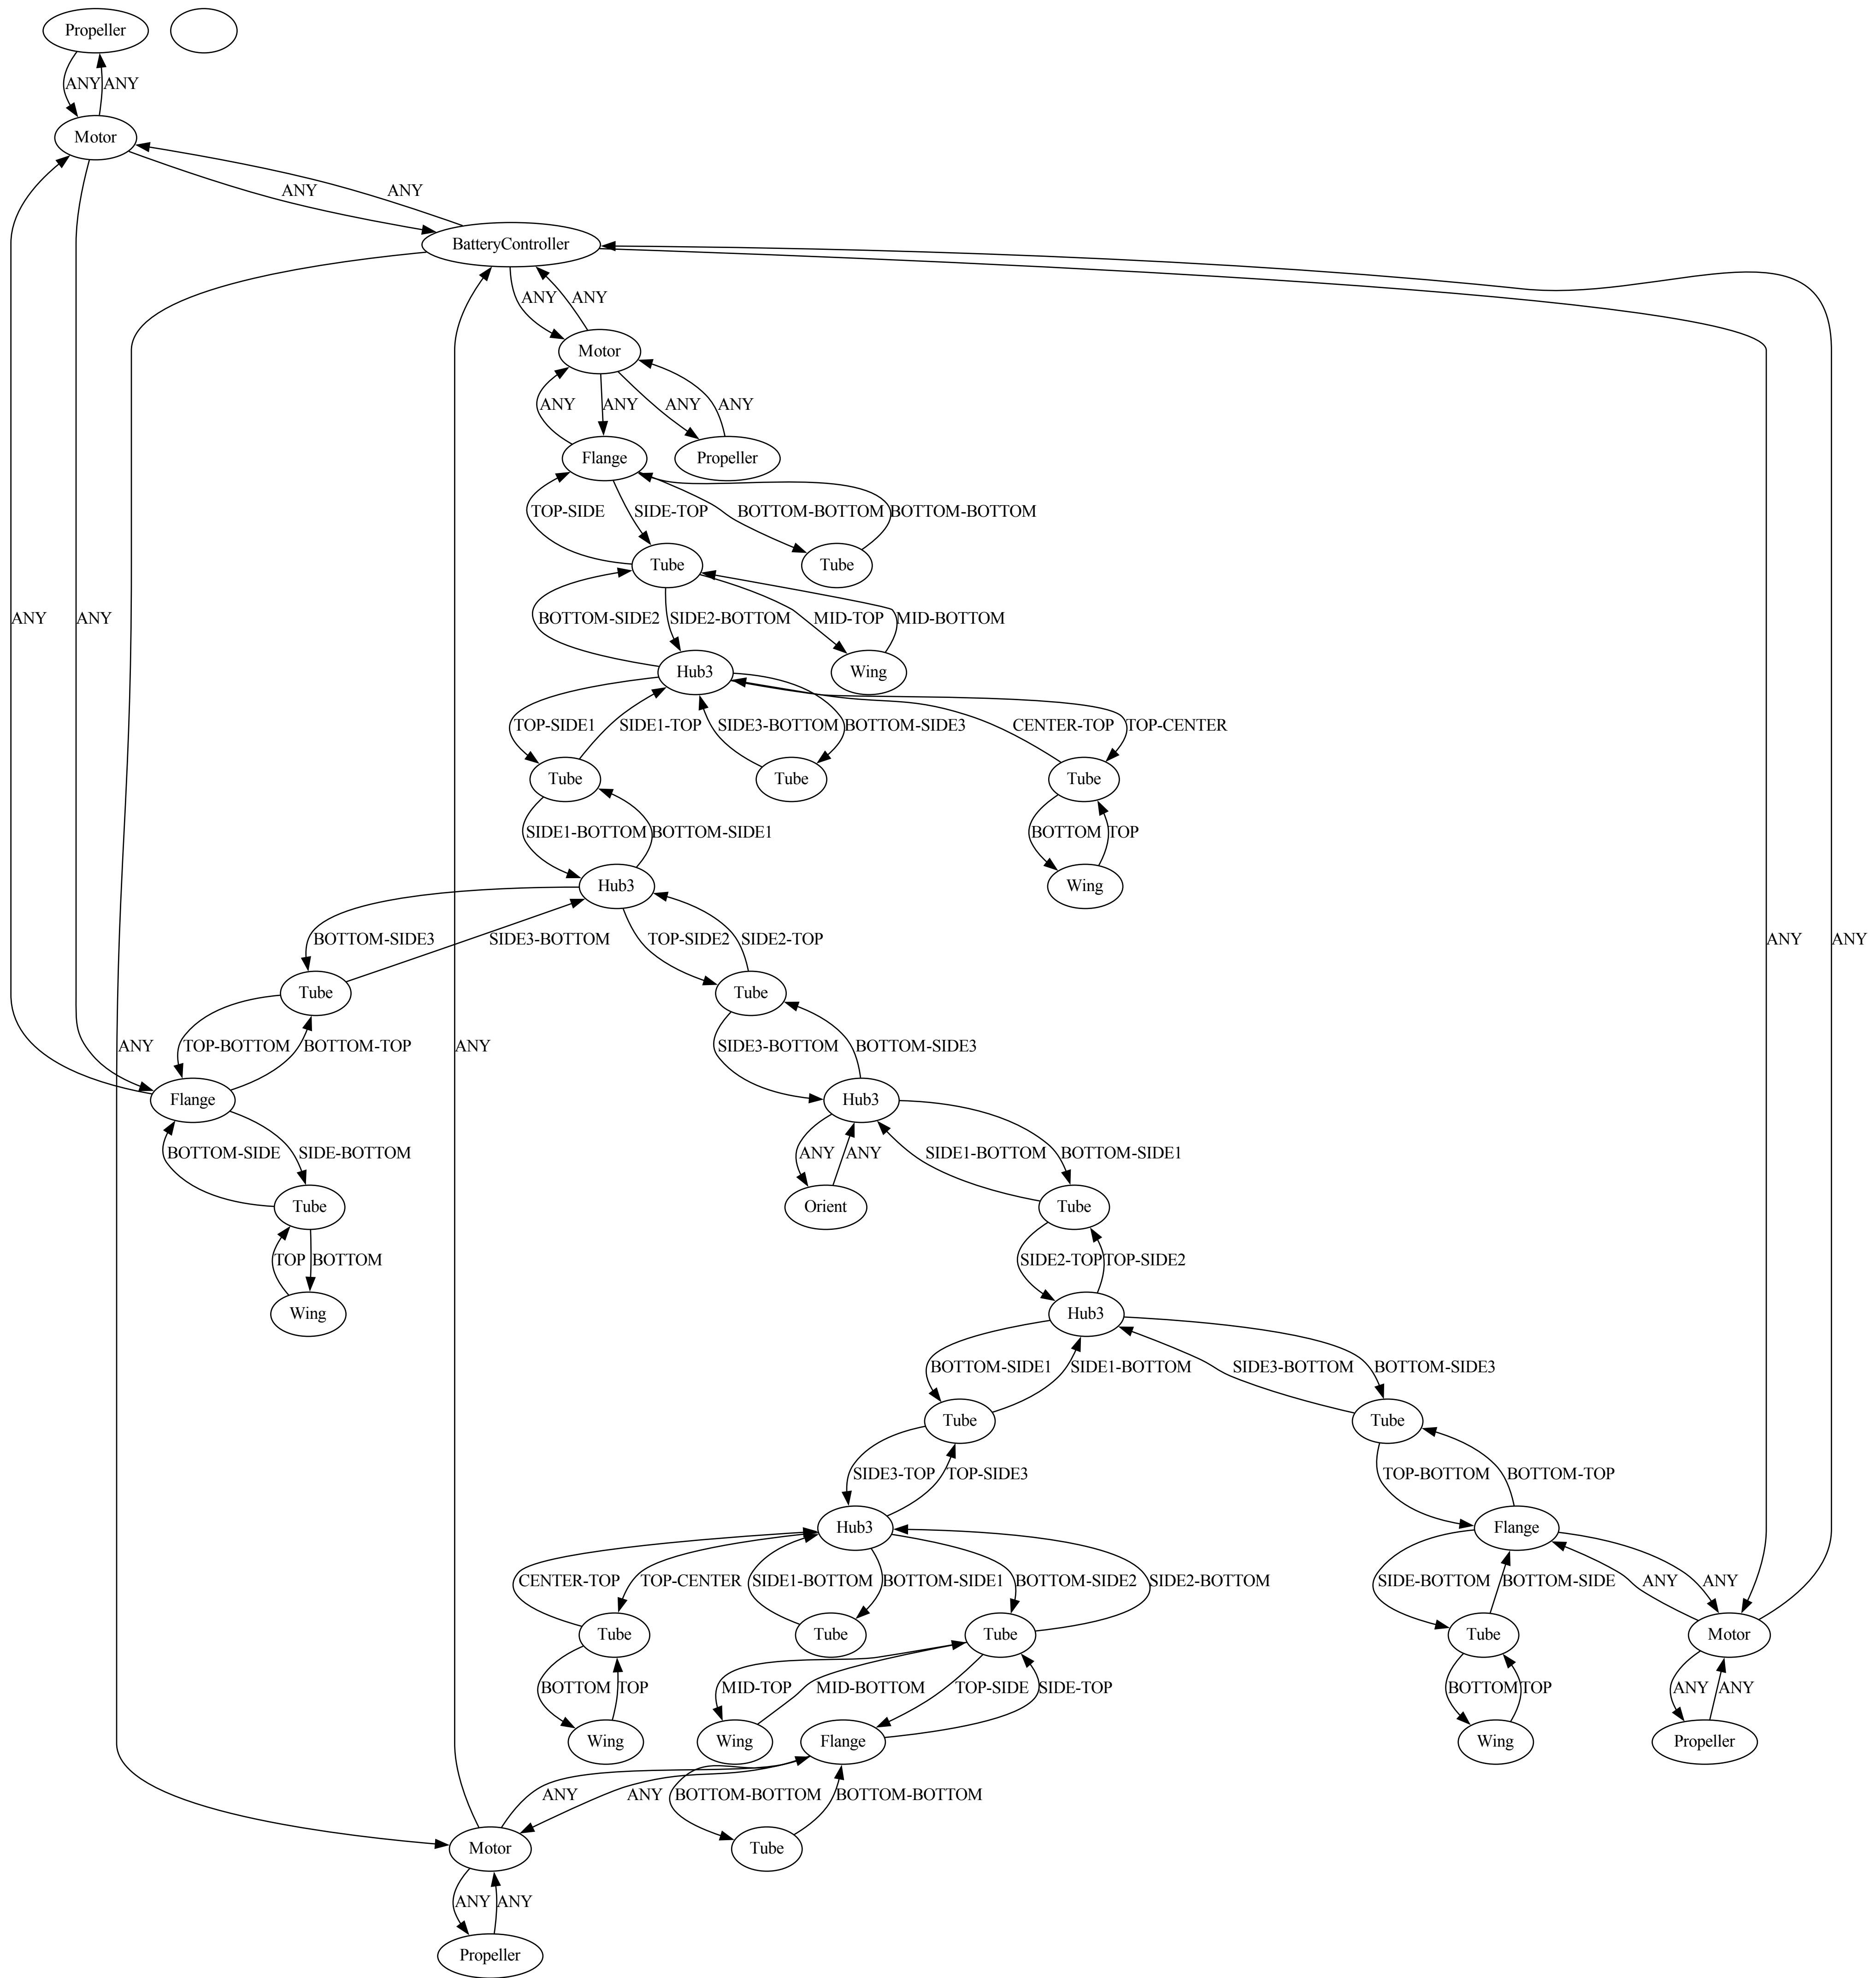 Propeller
ANY ANY
Motor
ANY ANY
BatteryController
ANY ANY
Motor
ANY ANY ANY ANY
Flange Propeller
TOP-SIDE SIDE-TOP BOTTOM-BOTTOM BOTTOM-BOTTOM
Tube Tube
ANY ANY BOTTOM-SIDE2 SIDE2-BOTTOM MID-TOP MID-BOTTOM
Hub3 Wing
TOP-SIDE1 SIDE1-TOP SIDE3-BOTTOM BOTTOM-SIDE3 CENTER-TOP TOP-CENTER
Tube Tube Tube
SIDE1-BOTTOM BOTTOM-SIDE1 BOTTOM TOP
Hub3 Wing
BOTTOM-SIDE3 SIDE3-BOTTOM TOP-SIDE2 SIDE2-TOP ANY ANY
Tube Tube
ANY TOP-BOTTOM BOTTOM-TOP ANY SIDE3-BOTTOM BOTTOM-SIDE3
Flange Hub3
BOTTOM-SIDE SIDE-BOTTOM ANY ANY SIDE1-BOTTOM BOTTOM-SIDE1
Tube Orient Tube
TOP BOTTOM SIDE2-TOP TOP-SIDE2
Wing Hub3
BOTTOM-SIDE1 SIDE1-BOTTOM SIDE3-BOTTOM BOTTOM-SIDE3
Tube Tube
SIDE3-TOP TOP-SIDE3 TOP-BOTTOM BOTTOM-TOP
Hub3 Flange
CENTER-TOP TOP-CENTER SIDE1-BOTTOM BOTTOM-SIDE1 BOTTOM-SIDE2 SIDE2-BOTTOM SIDE-BOTTOM BOTTOM-SIDE ANY ANY
Tube Tube Tube Tube Motor
BOTTOM TOP MID-TOP MID-BOTTOM TOP-SIDE SIDE-TOP BOTTOM TOP ANY ANY
Wing Wing Flange Wing Propeller
ANY ANY BOTTOM-BOTTOM BOTTOM-BOTTOM
Motor Tube
ANY ANY
Propeller